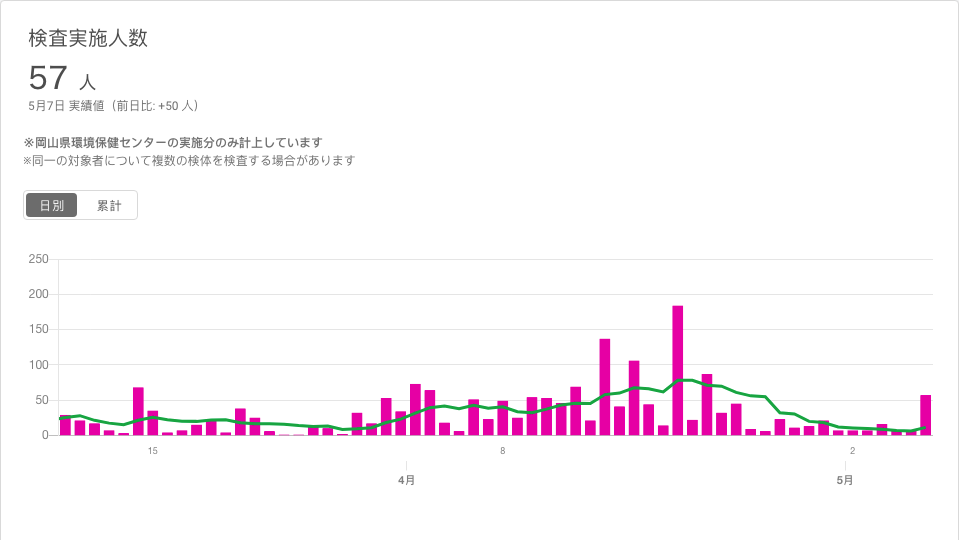 検査実施人数
57 人
5月7日 実績値（前日比: +50 人）
※岡山県環境保健センターの実施分のみ計上しています
※同一の対象者について複数の検体を検査する場合があります
日別 累計
250
200
150
100
50
0
15 8 2
4月 5月